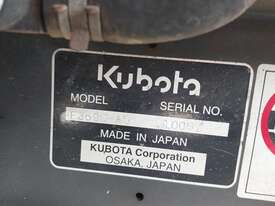 Kubota
MODEL SERIAL NO.
MADE IN JAPAN
KUBOTA Corporation
OSAKA, JAPAN